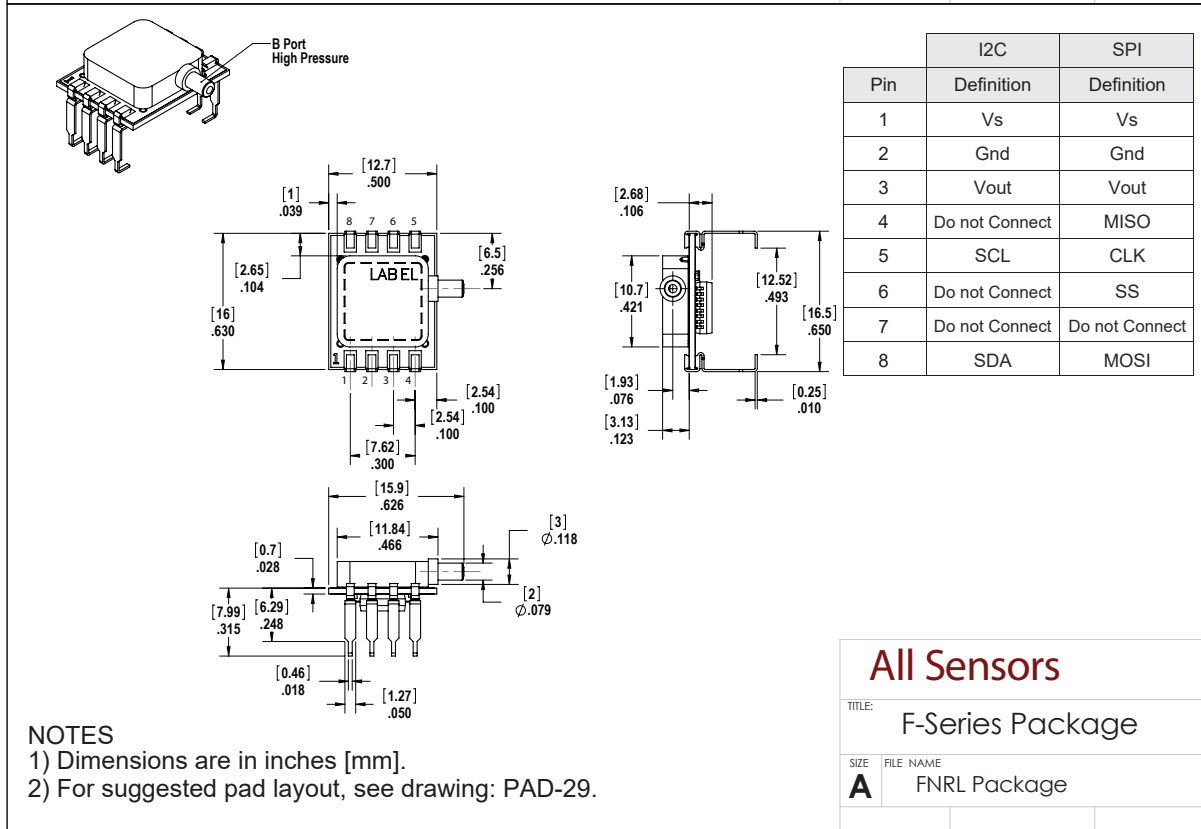 B Port
High Pressure
I2C SPI
Pin Definition Definition
1 Vs Vs
2 Gnd Gnd
3 Vout Vout
4 Do not Connect MISO
5 SCL CLK
6 Do not Connect SS
7 Do not Connect Do not Connect
8 SDA MOSI
[12.7]
.500
[1]
.039
8 7 6 5
[2.65]
.104
LABEL
[6.5]
.256
[16]
.630
1
1 2 3 4
[2.54]
.100
[2.54]
.100
[7.62]
.300
[2.68]
.106
[10.7]
.421
[12.52]
.493
[16.5]
.650
[1.93]
.076
[3.13]
.123
[0.25]
.010
[15.9]
.626
[11.84]
.466
[3]
Ø.118
[0.7]
.028
[2]
Ø.079
[7.99]
.315
[6.29]
.248
[0.46]
.018
[1.27]
.050
NOTES
1) Dimensions are in inches [mm].
2) For suggested pad layout, see drawing: PAD-29.
All Sensors
TITLE:
F-Series Package
SIZE FILE NAME
A FNRL Package